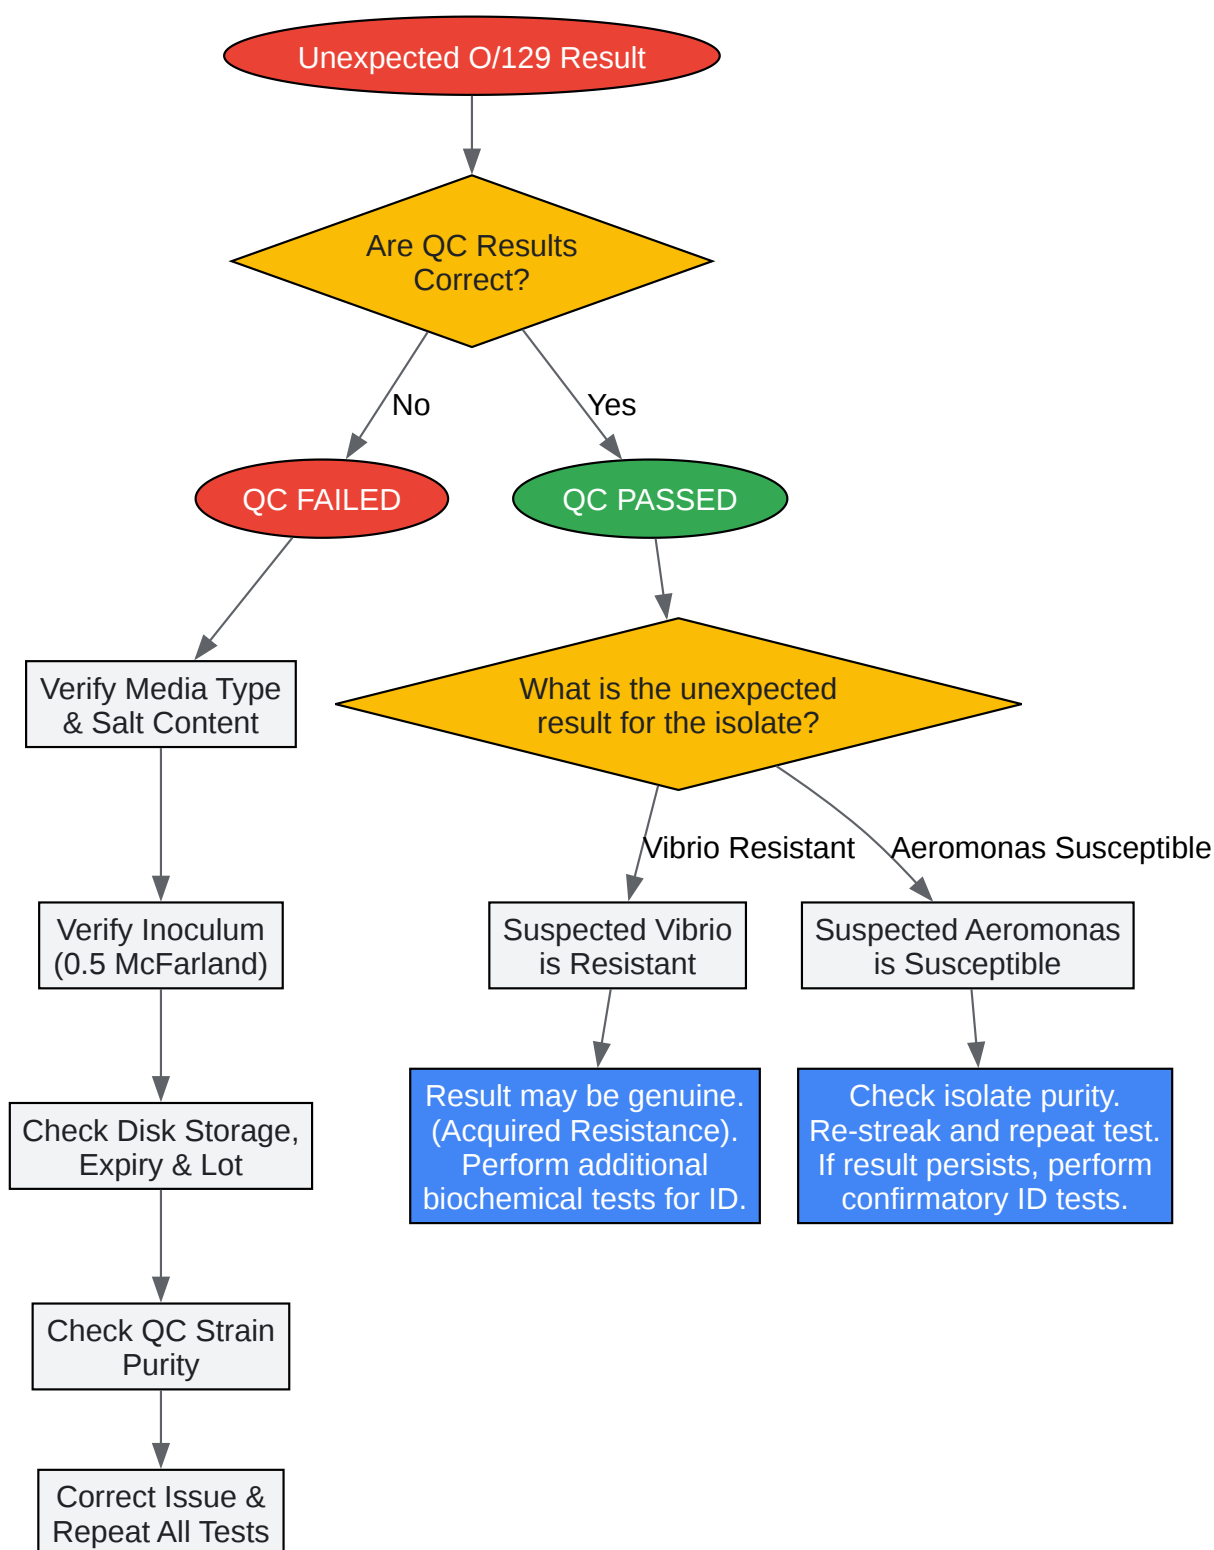 Unexpected O/129 Result
Are QC Results
Correct?
No
Yes
QC FAILED
QC PASSED
Verify Media Type
& Salt Content
What is the unexpected
result for the isolate?
Vibrio Resistant
Aeromonas Susceptible
Verify Inoculum
(0.5 McFarland)
Suspected Vibrio
is Resistant
Suspected Aeromonas
is Susceptible
Check Disk Storage,
Expiry & Lot
Result may be genuine.
(Acquired Resistance).
Perform additional
biochemical tests for ID.
Check isolate purity.
Re-streak and repeat test.
If result persists, perform
confirmatory ID tests.
Check QC Strain
Purity
Correct Issue &
Repeat All Tests